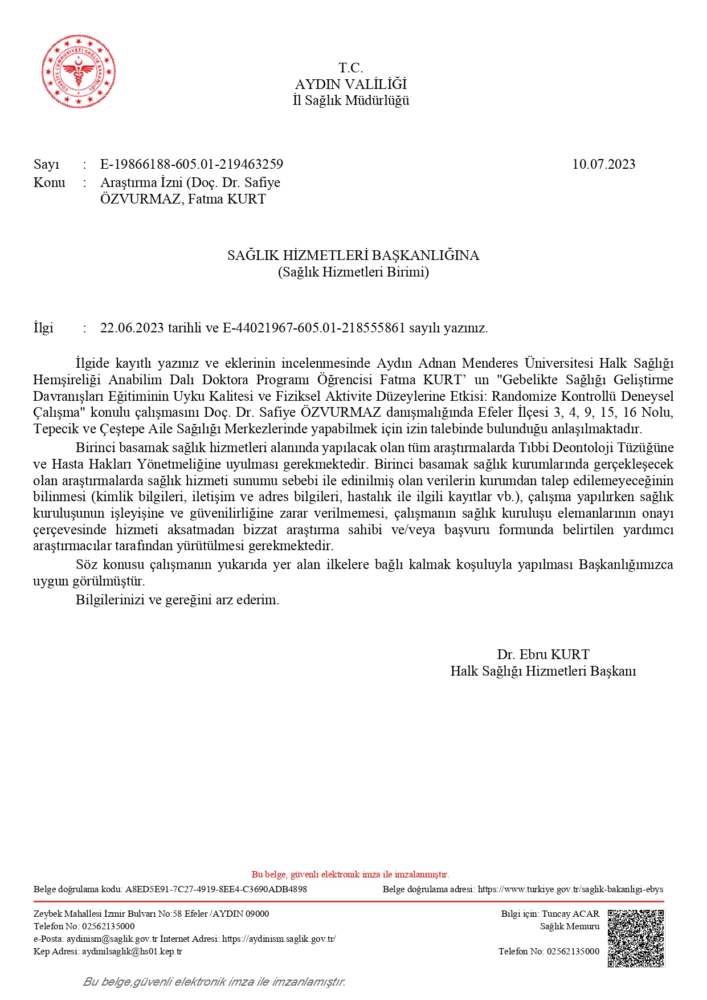 TÜRKİYE CUMHURİYETİ SAĞLIK BAKANLIĞI
T.C.
AYDIN VALİLİĞİ
İl Sağlık Müdürlüğü
Sayı : E-19866188-605.01-219463259 10.07.2023
Konu : Araştırma İzni (Doç. Dr. Safiye
ÖZVURMAZ, Fatma KURT
SAĞLIK HİZMETLERİ BAŞKANLIĞINA
(Sağlık Hizmetleri Birimi)
İlgi : 22.06.2023 tarihli ve E-44021967-605.01-218555861 sayılı yazınız.
İlgide kayıtlı yazınız ve eklerinin incelenmesinde Aydın Adnan Menderes Üniversitesi Halk Sağlığı
Hemşireliği Anabilim Dalı Doktora Programı Öğrencisi Fatma KURT’ un "Gebelikte Sağlığı Geliştirme
Davranışları Eğitiminin Uyku Kalitesi ve Fiziksel Aktivite Düzeylerine Etkisi: Randomize Kontrollü Deneysel
Çalışma" konulu çalışmasını Doç. Dr. Safiye ÖZVURMAZ danışmalığında Efeler İlçesi 3, 4, 9, 15, 16 Nolu,
Tepecik ve Çeştepe Aile Sağılığı Merkezlerinde yapabilmek için izin talebinde bulunduğu anlaşılmaktadır.
Birinci basamak sağlık hizmetleri alanında yapılacak olan tüm araştırmalarda Tıbbi Deontoloji Tüzüğüne
ve Hasta Hakları Yönetmeliğine uyulması gerekmektedir. Birinci basamak sağlık kurumlarında gerçekleşecek
olan araştırmalarda sağlık hizmeti sunumu sebebi ile edinilmiş olan verilerin kurumdan talep edilemeyeceğinin
bilinmesi (kimlik bilgileri, iletişim ve adres bilgileri, hastalık ile ilgili kayıtlar vb.), çalışma yapılırken sağlık
kuruluşunun işleyişine ve güvenilirliğine zarar verilmemesi, çalışmanın sağlık kuruluşu elemanlarının onayı
çerçevesinde hizmeti aksatmadan bizzat araştırma sahibi ve/veya başvuru formunda belirtilen yardımcı
araştırmacılar tarafından yürütülmesi gerekmektedir.
Söz konusu çalışmanın yukarıda yer alan ilkelere bağlı kalmak koşuluyla yapılması Başkanlığımızca
uygun görülmüştür.
Bilgilerinizi ve gereğini arz ederim.
Dr. Ebru KURT
Halk Sağlığı Hizmetleri Başkanı
Bu belge, güvenli elektronik imza ile imzalanmıştır.
Belge doğrulama kodu: A8ED5E91-7C27-4919-8EE4-C3690ADB4898 Belge doğrulama adresi: https://www.turkiye.gov.tr/saglik-bakanligi-ebys
Zeybek Mahallesi İzmir Bulvarı No:58 Efeler /AYDIN 09000 Bilgi için: Tuncay ACAR
Telefon No: 02562135000 Sağlık Memuru
e-Posta: aydinism@saglik.gov.tr İnternet Adresi: https://aydinism.saglik.gov.tr/
Kep Adresi: aydinilsaglik@hs01.kep.tr Telefon No: 02562135000
Bu belge,güvenli elektronik imza ile imzanlamıştır.